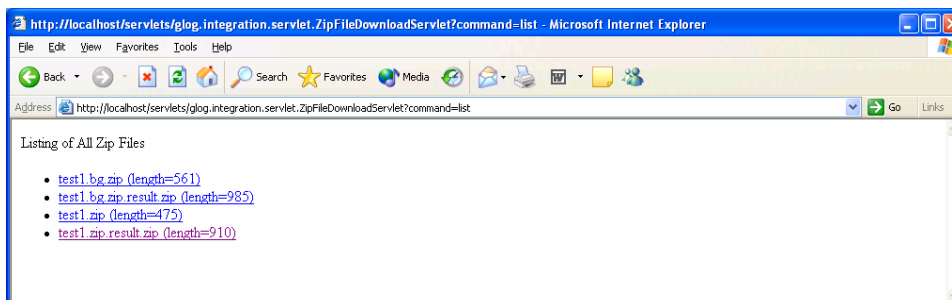 http://localhost/servlets/glog.integration.servlet.ZipFileDownloadServlet?command=list - Microsoft Internet Explorer
File Edit View Favorites Tools Help
Back Search Favorites Media
Address http://localhost/servlets/glog.integration.servlet.ZipFileDownloadServlet?command=list Go Links
Listing of All Zip Files
• test1.bg.zip (length=561)
• test1.bg.zip.result.zip (length=985)
• test1.zip (length=475)
• test1.zip.result.zip (length=910)